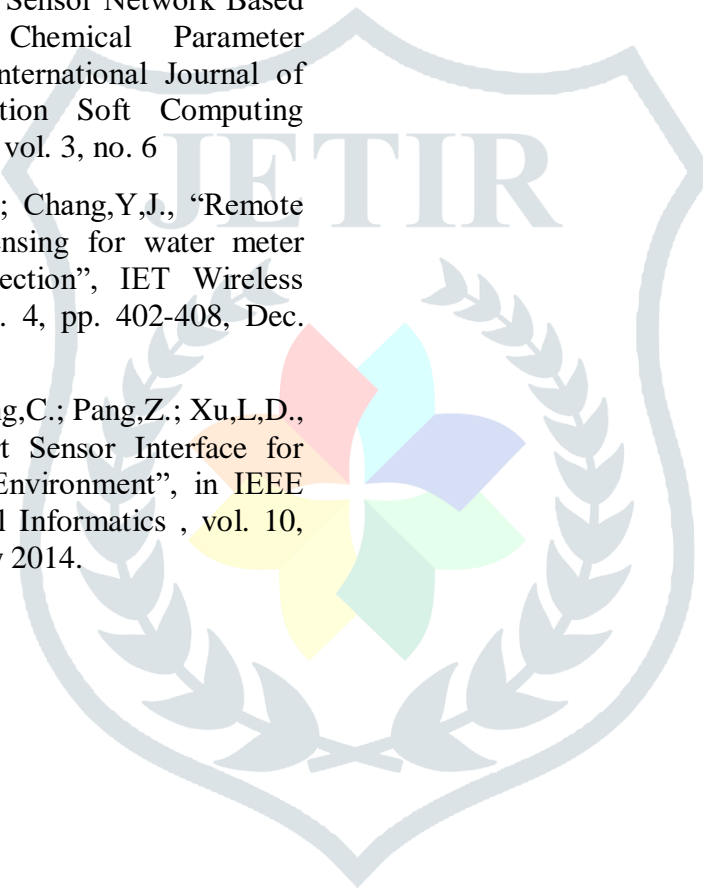 Sensor Network Based
Chemical Parameter
nternational Journal of
tion Soft Computing
vol. 3, no. 6
JETIR
; Chang,Y,J., “Remote
nsing for water meter
ection”, IET Wireless
. 4, pp. 402-408, Dec.
ng,C.; Pang,Z.; Xu,L,D.,
t Sensor Interface for
Environment”, in IEEE
l Informatics , vol. 10,
y 2014.